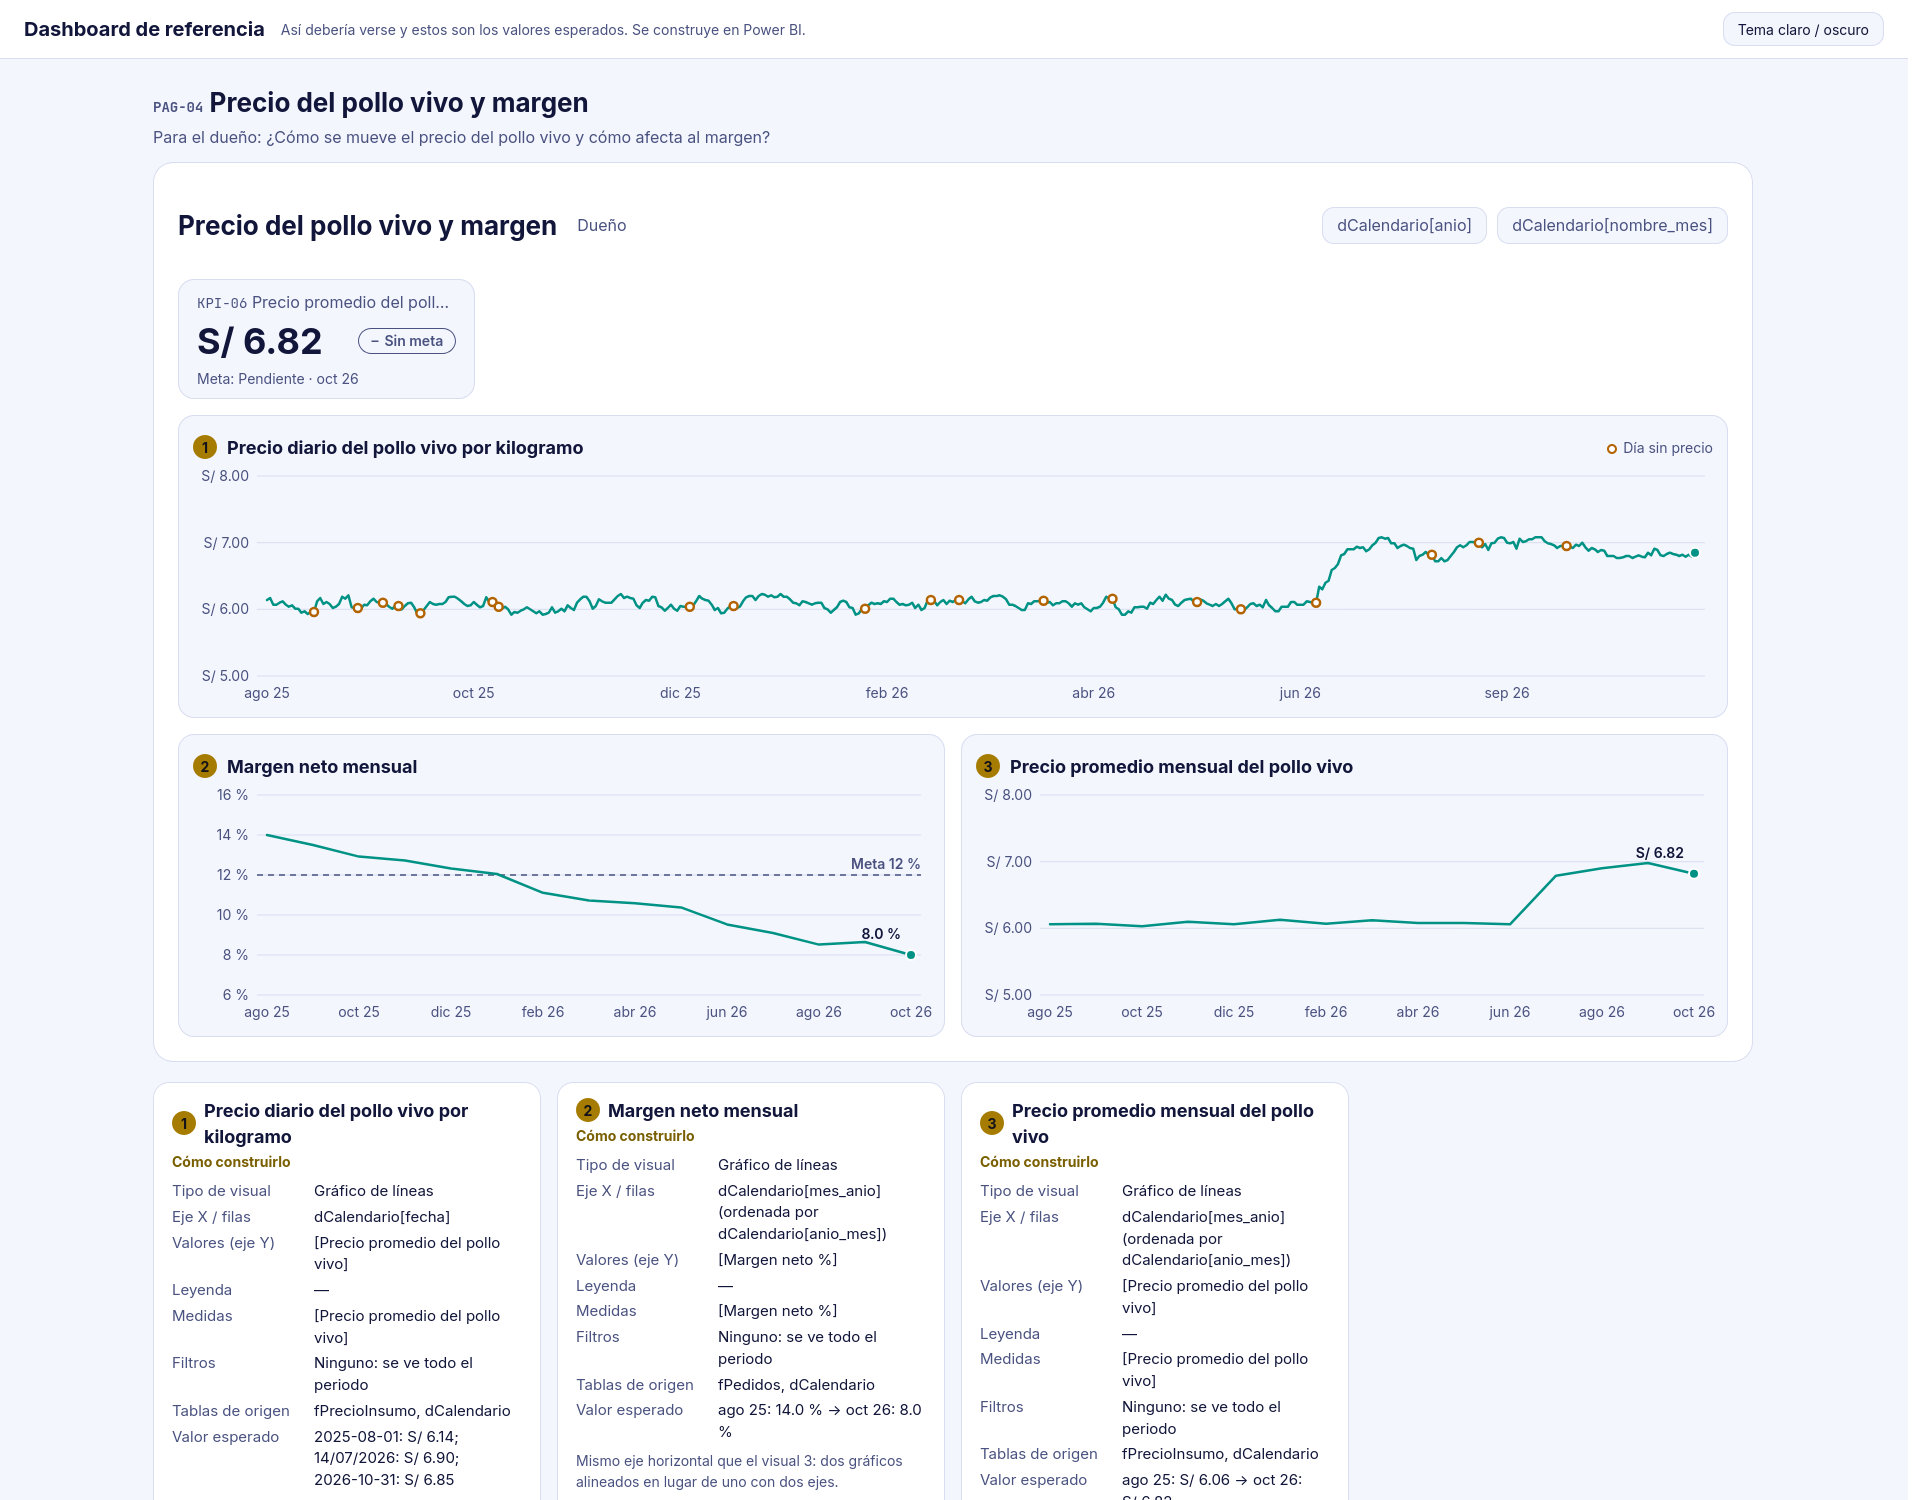 Dashboard de referencia
Así debería verse y estos son los valores esperados. Se construye en Power BI.
Tema claro / oscuro
PAG-04 Precio del pollo vivo y margen
Para el dueño: ¿Cómo se mueve el precio del pollo vivo y cómo afecta al margen?
Precio del pollo vivo y margen
Dueño
dCalendario[anio]
dCalendario[nombre_mes]
KPI-06 Precio promedio del poll…
S/ 6.82
– Sin meta
Meta: Pendiente · oct 26
1 Precio diario del pollo vivo por kilogramo
Día sin precio
S/ 8.00
S/ 7.00
S/ 6.00
S/ 5.00
ago 25 oct 25 dic 25 feb 26 abr 26 jun 26 sep 26
2 Margen neto mensual
16 %
14 %
Meta 12 %
12 %
10 %
8.0 %
8 %
6 %
ago 25 oct 25 dic 25 feb 26 abr 26 jun 26 ago 26 oct 26
3 Precio promedio mensual del pollo vivo
S/ 8.00
S/ 6.82
S/ 7.00
S/ 6.00
S/ 5.00
ago 25 oct 25 dic 25 feb 26 abr 26 jun 26 ago 26 oct 26
1 Precio diario del pollo vivo por
kilogramo
Cómo construirlo
Tipo de visual Gráfico de líneas
Eje X / filas dCalendario[fecha]
Valores (eje Y) [Precio promedio del pollo
vivo]
Leyenda —
Medidas [Precio promedio del pollo
vivo]
Filtros Ninguno: se ve todo el
periodo
Tablas de origen fPrecioInsumo, dCalendario
Valor esperado 2025-08-01: S/ 6.14;
14/07/2026: S/ 6.90;
2026-10-31: S/ 6.85
2 Margen neto mensual
Cómo construirlo
Tipo de visual Gráfico de líneas
Eje X / filas dCalendario[mes_anio]
(ordenada por
dCalendario[anio_mes])
Valores (eje Y) [Margen neto %]
Leyenda —
Medidas [Margen neto %]
Filtros Ninguno: se ve todo el
periodo
Tablas de origen fPedidos, dCalendario
Valor esperado ago 25: 14.0 % → oct 26: 8.0
%
Mismo eje horizontal que el visual 3: dos gráficos
alineados en lugar de uno con dos ejes.
3 Precio promedio mensual del pollo
vivo
Cómo construirlo
Tipo de visual Gráfico de líneas
Eje X / filas dCalendario[mes_anio]
(ordenada por
dCalendario[anio_mes])
Valores (eje Y) [Precio promedio del pollo
vivo]
Leyenda —
Medidas [Precio promedio del pollo
vivo]
Filtros Ninguno: se ve todo el
periodo
Tablas de origen fPrecioInsumo, dCalendario
Valor esperado ago 25: S/ 6.06 → oct 26: